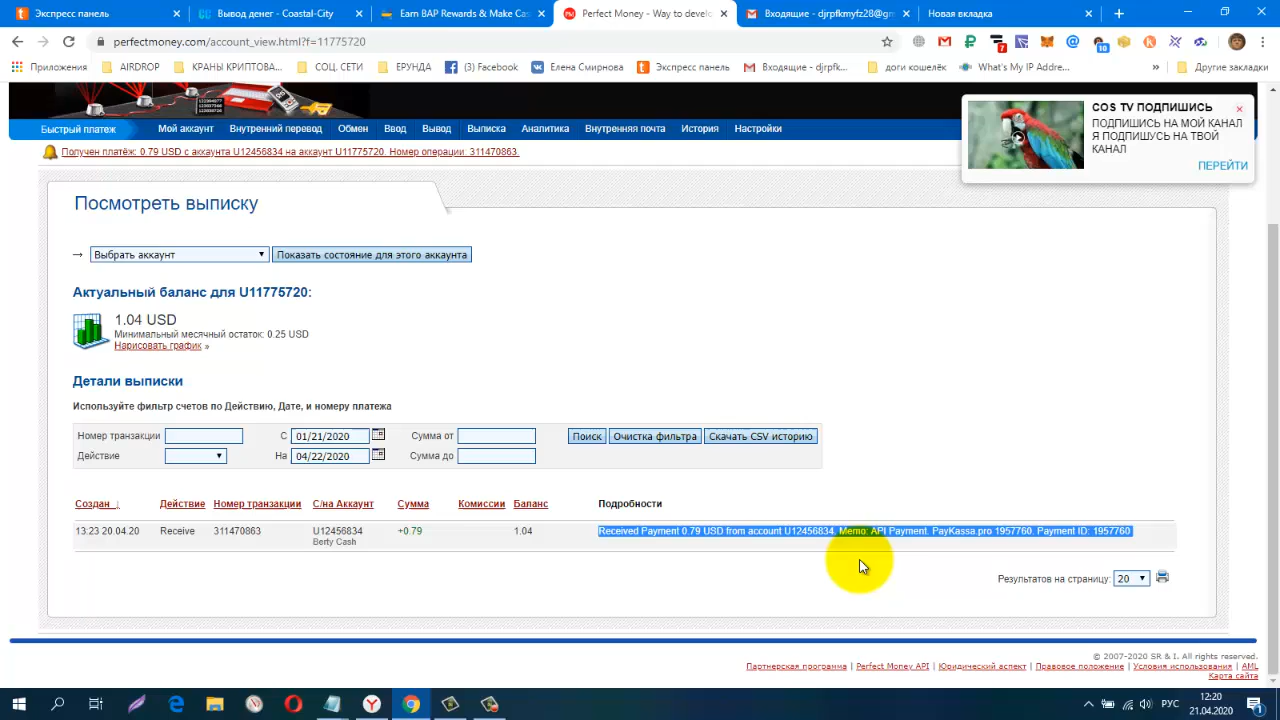 Экспресс панель
Вывод денег - Coastal-City
Earn BAP Rewards & Make Cas
Perfect Money - Way to develo
Входящие - djrpfkmyfz28@gm
Новая вкладка
perfectmoney.com/account_view.html?f=11775720
7
10
Приложения
AIRDROP
КРАНЫ КРИПТОВА...
СОЦ. СЕТИ
ЕРУНДА
(3) Facebook
Елена Смирнова
Экспресс панель
Входящие - djrpfk...
доги кошелёк
What's My IP Addre...
»
Другие закладки
Быстрый платеж
Мой аккаунт
Внутренний перевод
Обмен
Ввод
Вывод
Выписка
Аналитика
Внутренняя почта
История
Настройки
COS TV ПОДПИШИСЬ
ПОДПИШИСЬ НА МОЙ КАНАЛ
Я ПОДПИШУСЬ НА ТВОЙ
КАНАЛ
ПЕРЕЙТИ
Получен платёж: 0.79 USD с аккаунта U12456834 на аккаунт U11775720. Номер операции: 311470863.
Посмотреть выписку
Выбрать аккаунт
Показать состояние для этого аккаунта
Актуальный баланс для U11775720:
1.04 USD
Минимальный месячный остаток: 0.25 USD
Нарисовать график »
Детали выписки
Используйте фильтр счетов по Действию, Дате, и номеру платежа
Номер транзакции
С 01/21/2020
Сумма от
Поиск
Очистка фильтра
Скачать CSV историю
Действие
На 04/22/2020
Сумма до
Создан ↓ Действие Номер транзакции С/на Аккаунт Сумма Комиссии Баланс Подробности
13:23 20.04.20 Receive 311470863 U12456834 +0.79 1.04 Received Payment 0.79 USD from account U12456834. Memo: API Payment. PayKassa.pro 1957760. Payment ID: 1957760
Berty Cash
Результатов на страницу: 20
© 2007-2020 SR & I. All rights reserved.
Партнерская программа | Perfect Money API | Юридический аспект | Правовое положение | Условия использования | AML
Карта сайта
РУС
12:20
21.04.2020
1